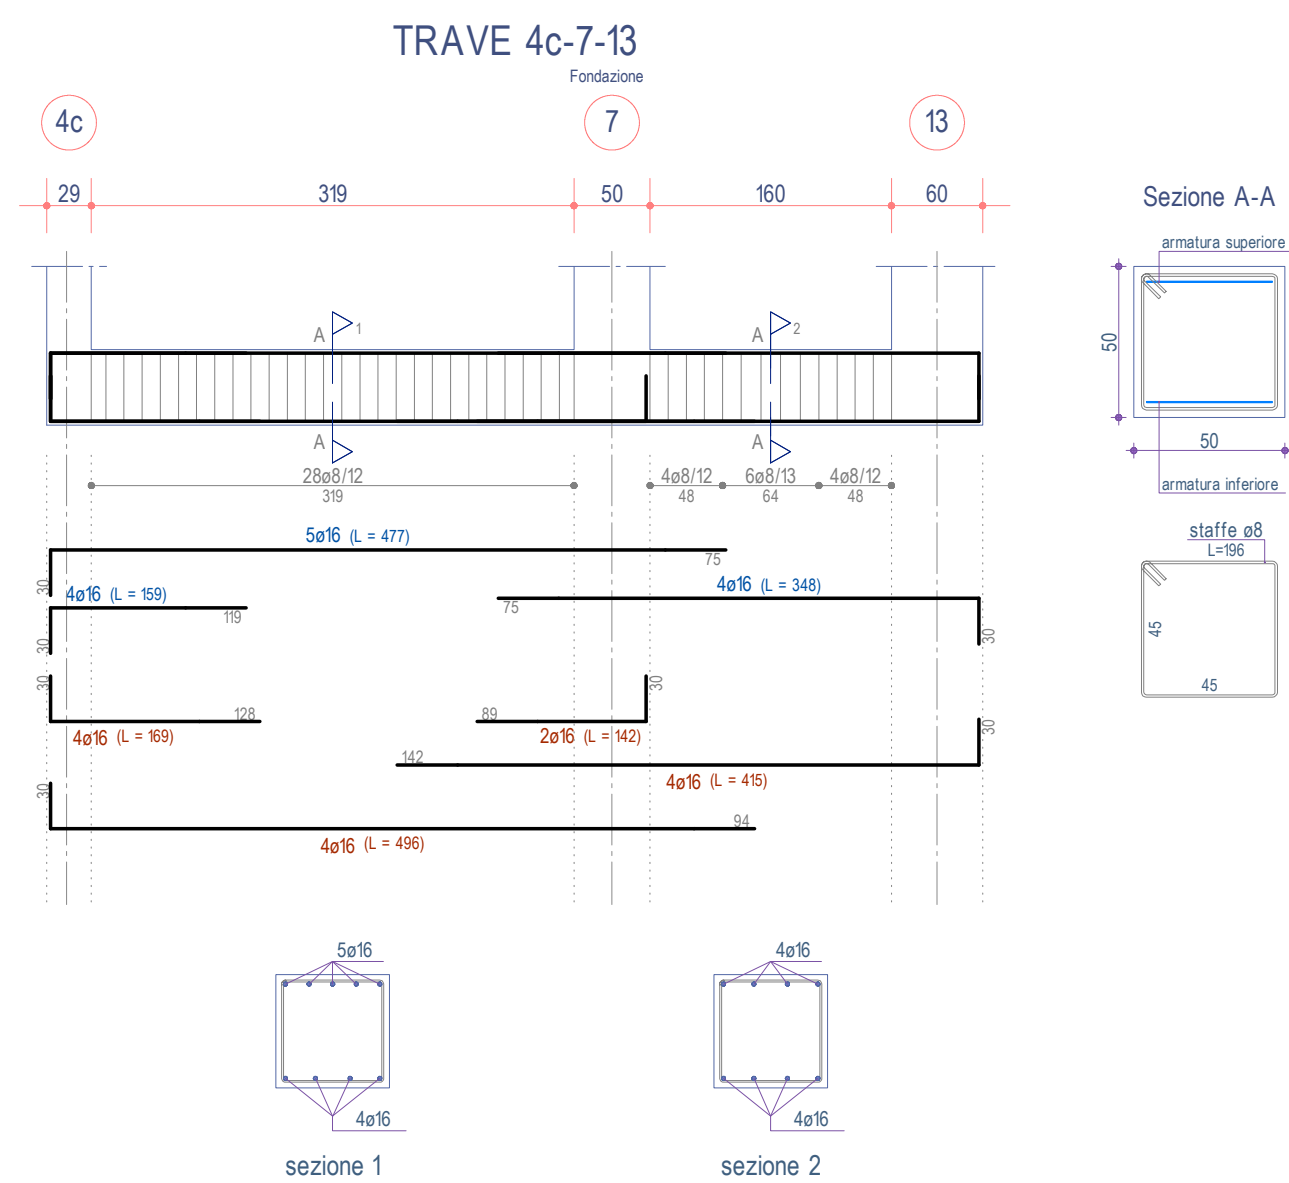 TRAVE 4c-7-13
Fondazione
4c 7 13
29 319 50 160 60
Sezione A-A
armatura superiore
50
50
armatura inferiore
A 1 A 2
A A
28ø8/12 4ø8/12 6ø8/13 4ø8/12
319 48 64 48
staffe ø8
L=196
45
45
5ø16 (L = 477)
75
30
4ø16 (L = 159)
119
30
4ø16 (L = 348)
75
30
30
128
4ø16 (L = 169)
89
30
2ø16 (L = 142)
142
30
4ø16 (L = 415)
30
94
4ø16 (L = 496)
5ø16 4ø16
4ø16 4ø16
sezione 1 sezione 2